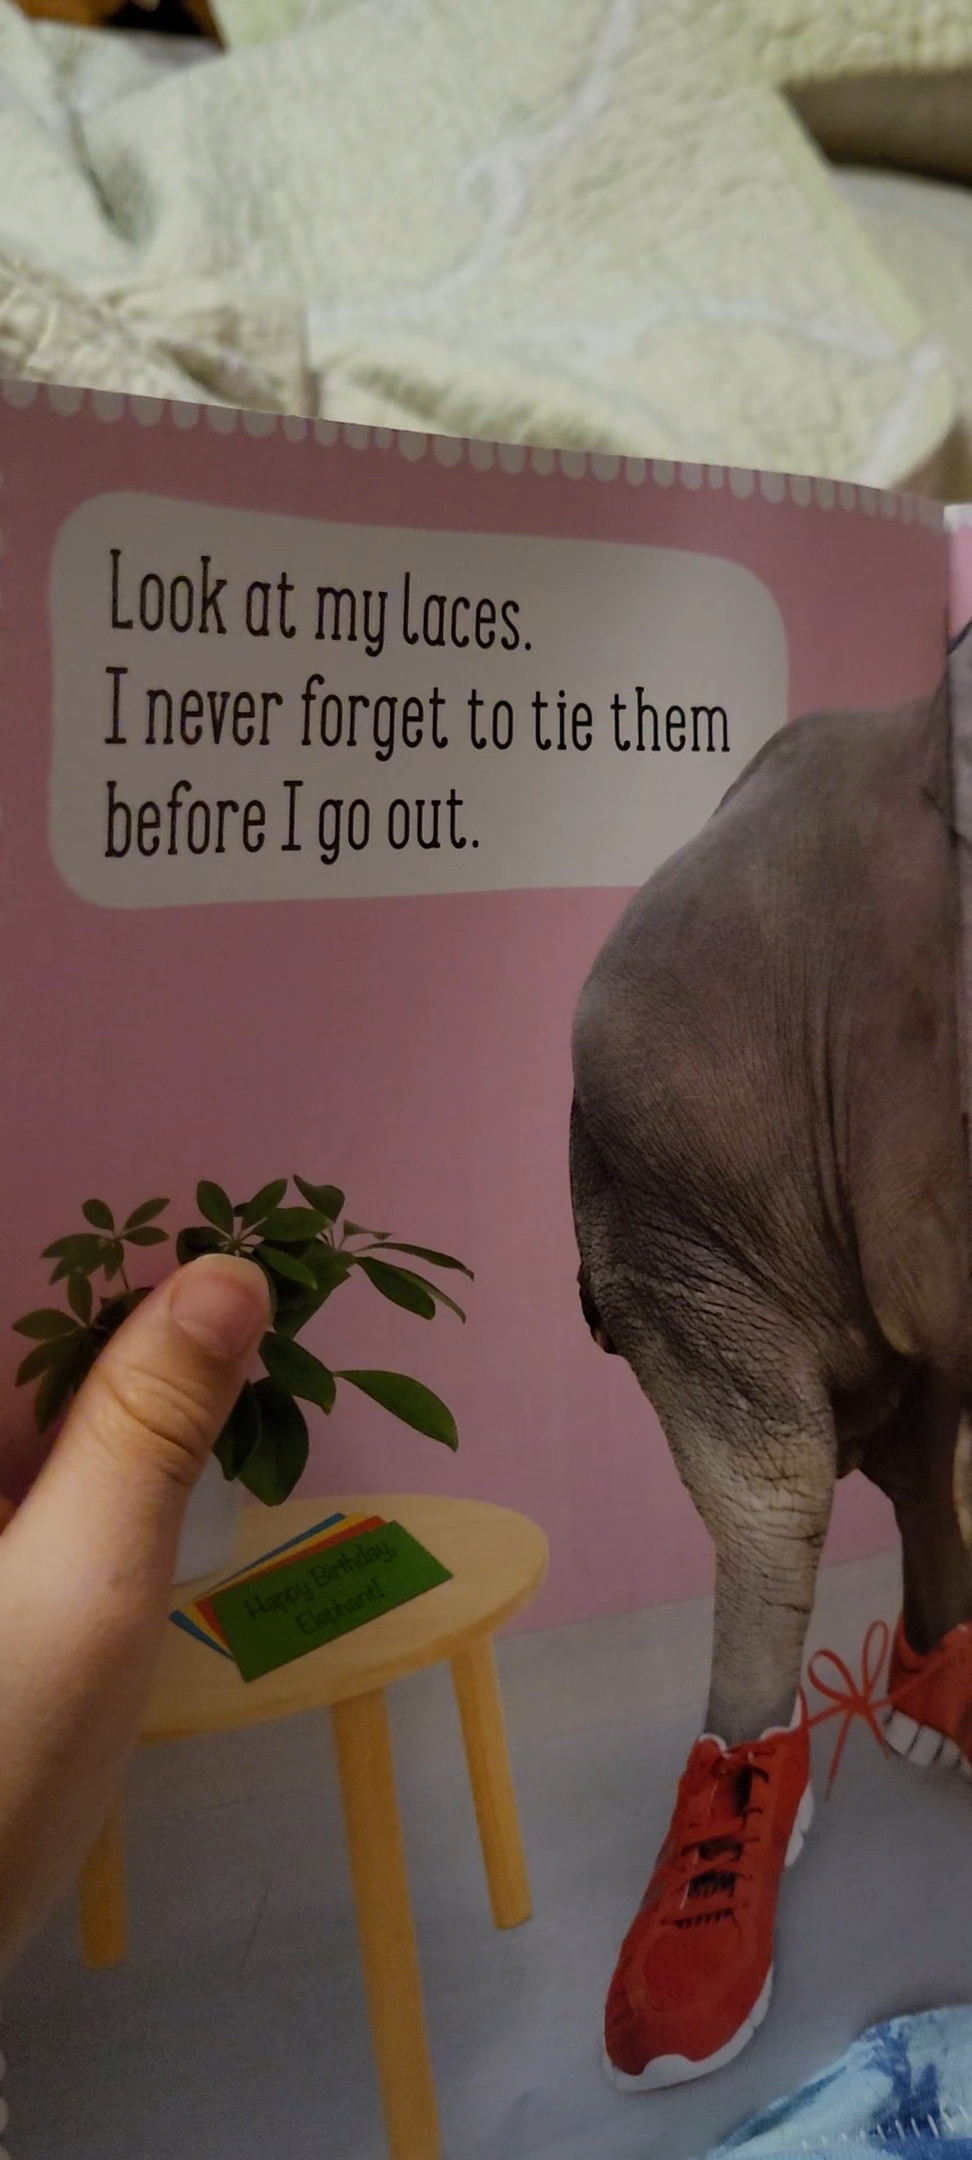 Look at my laces.
I never forget to tie them
before I go out.
Happy Birthday,
Elephant!